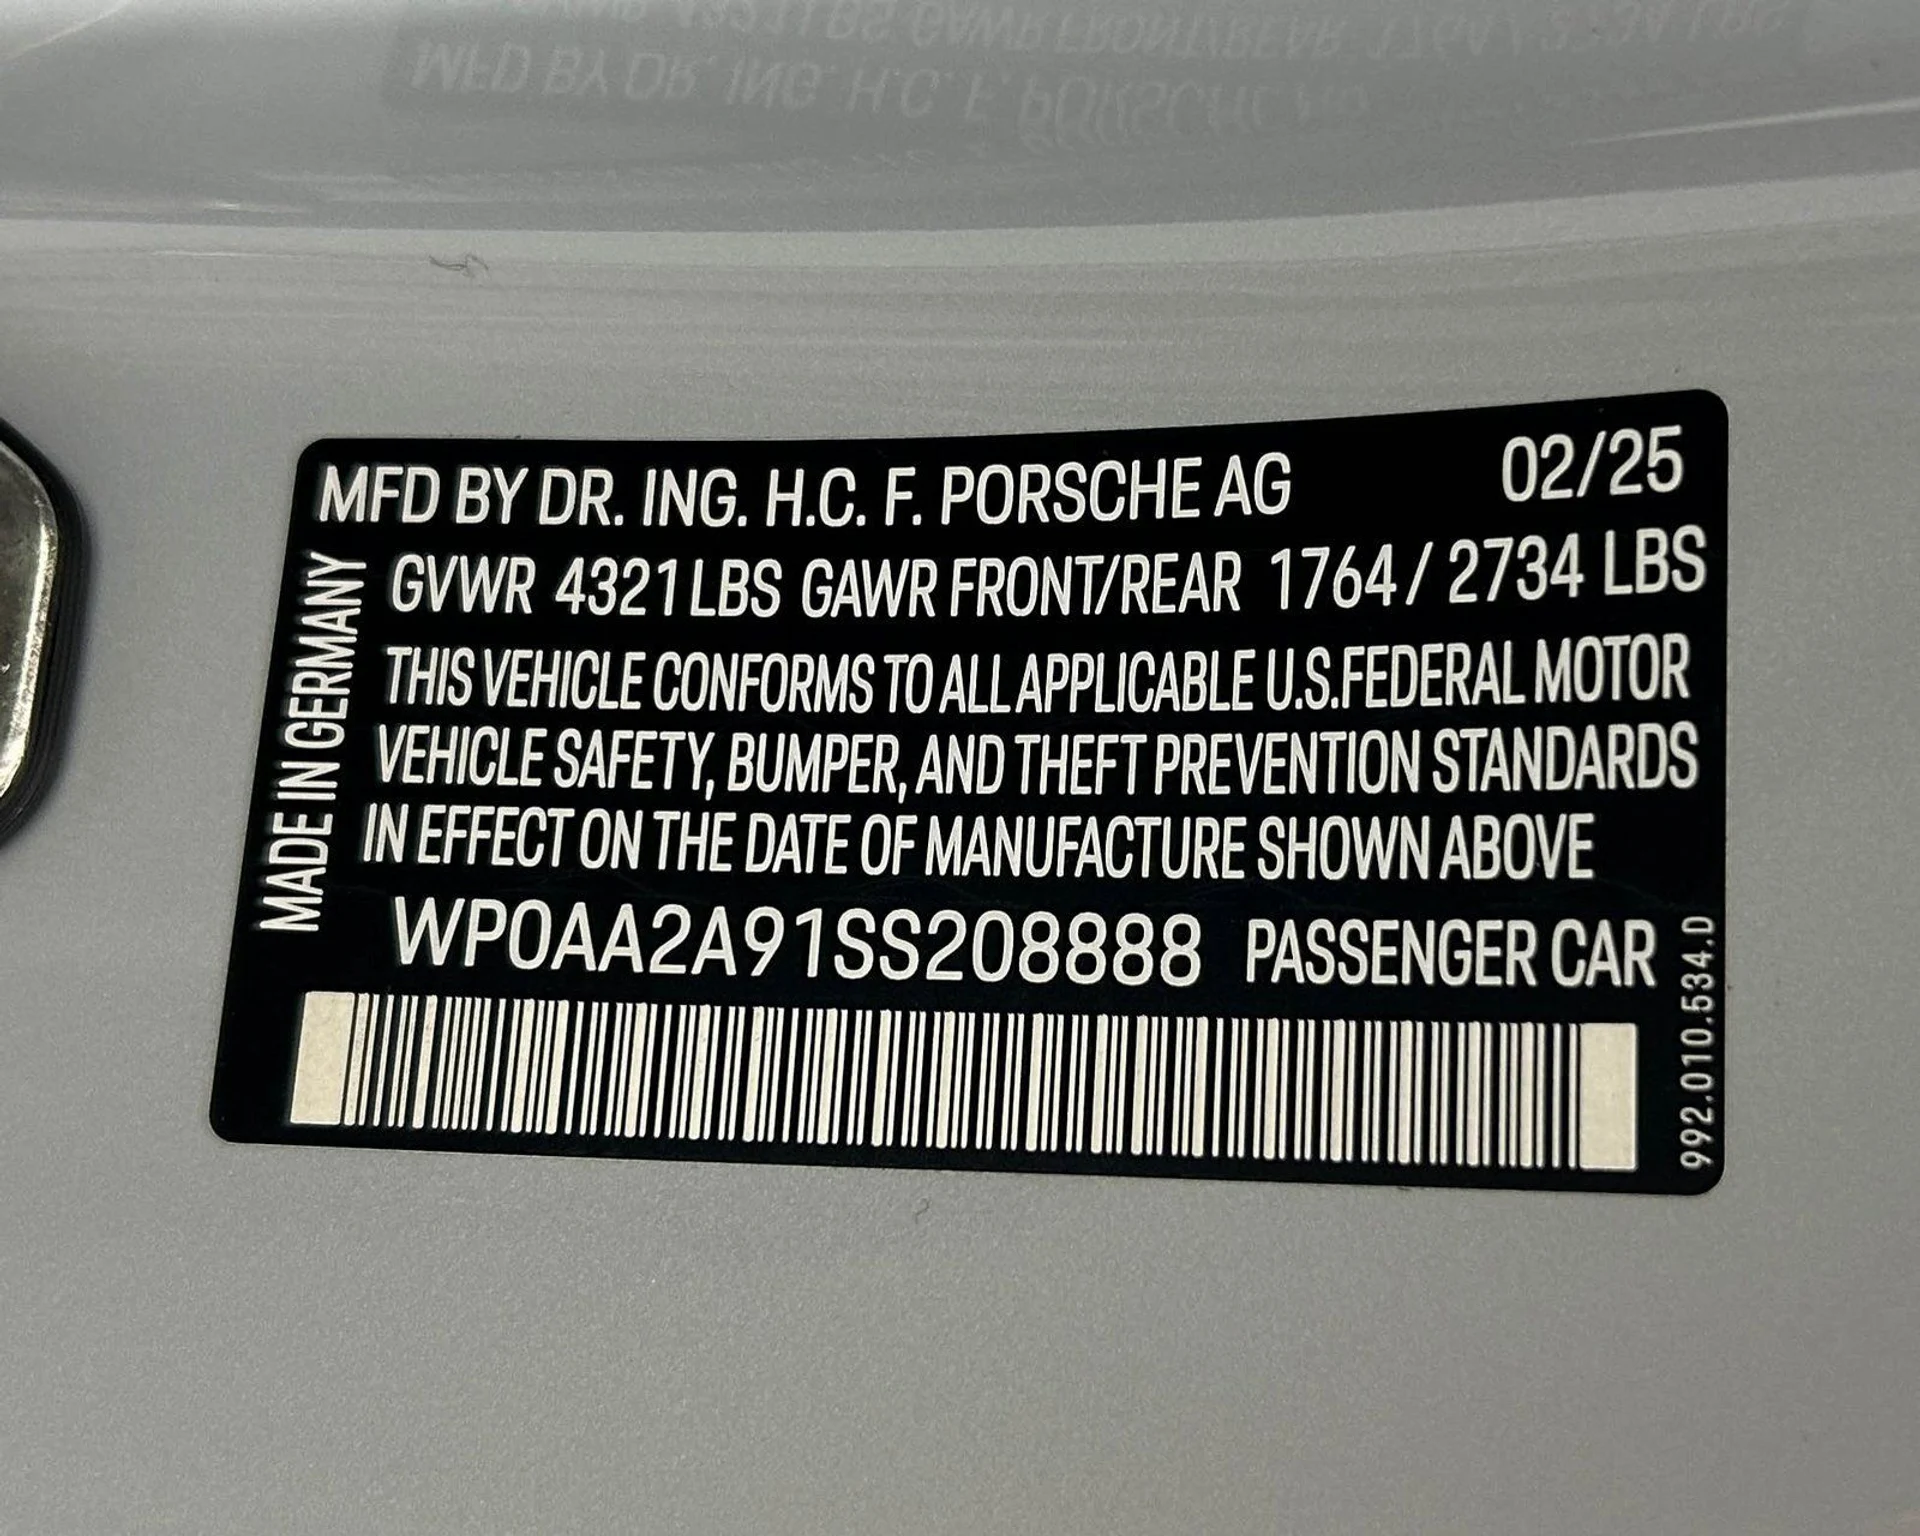 MFD BY DR. ING. H.C. F. PORSCHE AG 02/25
GVWR 4321 LBS GAWR FRONT/REAR 1764 / 2734 LBS
THIS VEHICLE CONFORMS TO ALL APPLICABLE U.S.FEDERAL MOTOR
VEHICLE SAFETY, BUMPER, AND THEFT PREVENTION STANDARDS
IN EFFECT ON THE DATE OF MANUFACTURE SHOWN ABOVE
WP0AA2A91SS208888 PASSENGER CAR
MADE IN GERMANY
992.010.534.D